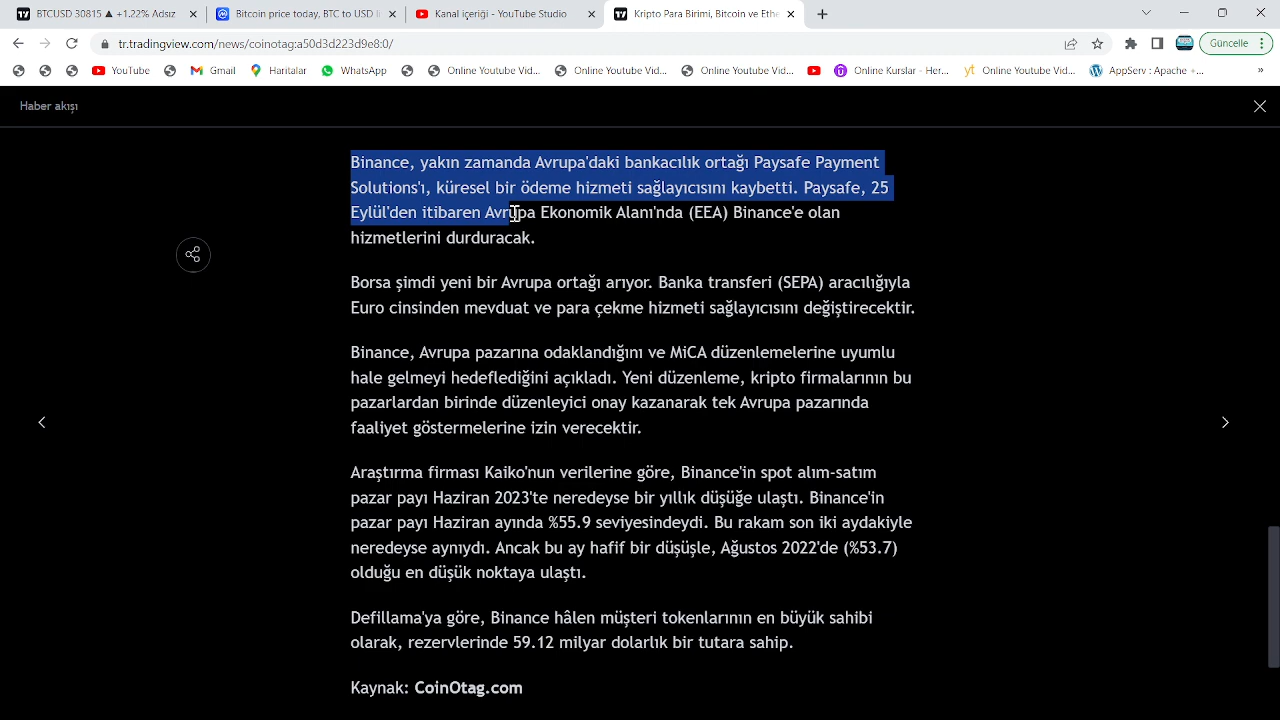 BTCUSD 30815 ▲ +1.22% Adsız
Bitcoin price today, BTC to USD li
Kanal içeriği - YouTube Studio
Kripto Para Birimi, Bitcoin ve Ethe
tr.tradingview.com/news/coinotag:a50d3d223d9e8:0/
Güncelle
YouTube
Gmail
Haritalar
WhatsApp
Online Youtube Vid...
Online Youtube Vid...
Online Youtube Vid...
Online Kurslar - Her...
Online Youtube Vid...
AppServ : Apache +...
»
Haber akışı
Binance, yakın zamanda Avrupa'daki bankacılık ortağı Paysafe Payment
Solutions'ı, küresel bir ödeme hizmeti sağlayıcısını kaybetti. Paysafe, 25
Eylül'den itibaren Avrupa Ekonomik Alanı'nda (EEA) Binance'e olan
hizmetlerini durduracak.
Borsa şimdi yeni bir Avrupa ortağı arıyor. Banka transferi (SEPA) aracılığıyla
Euro cinsinden mevduat ve para çekme hizmeti sağlayıcısını değiştirecektir.
Binance, Avrupa pazarına odaklandığını ve MiCA düzenlemelerine uyumlu
hale gelmeyi hedeflediğini açıkladı. Yeni düzenleme, kripto firmalarının bu
pazarlardan birinde düzenleyici onay kazanarak tek Avrupa pazarında
faaliyet göstermelerine izin verecektir.
Araştırma firması Kaiko'nun verilerine göre, Binance'in spot alım-satım
pazar payı Haziran 2023'te neredeyse bir yıllık düşüğe ulaştı. Binance'in
pazar payı Haziran ayında %55.9 seviyesindeydi. Bu rakam son iki aydakiyle
neredeyse aynıydı. Ancak bu ay hafif bir düşüşle, Ağustos 2022'de (%53.7)
olduğu en düşük noktaya ulaştı.
Defillama'ya göre, Binance hâlen müşteri tokenlarının en büyük sahibi
olarak, rezervlerinde 59.12 milyar dolarlık bir tutara sahip.
Kaynak: CoinOtag.com